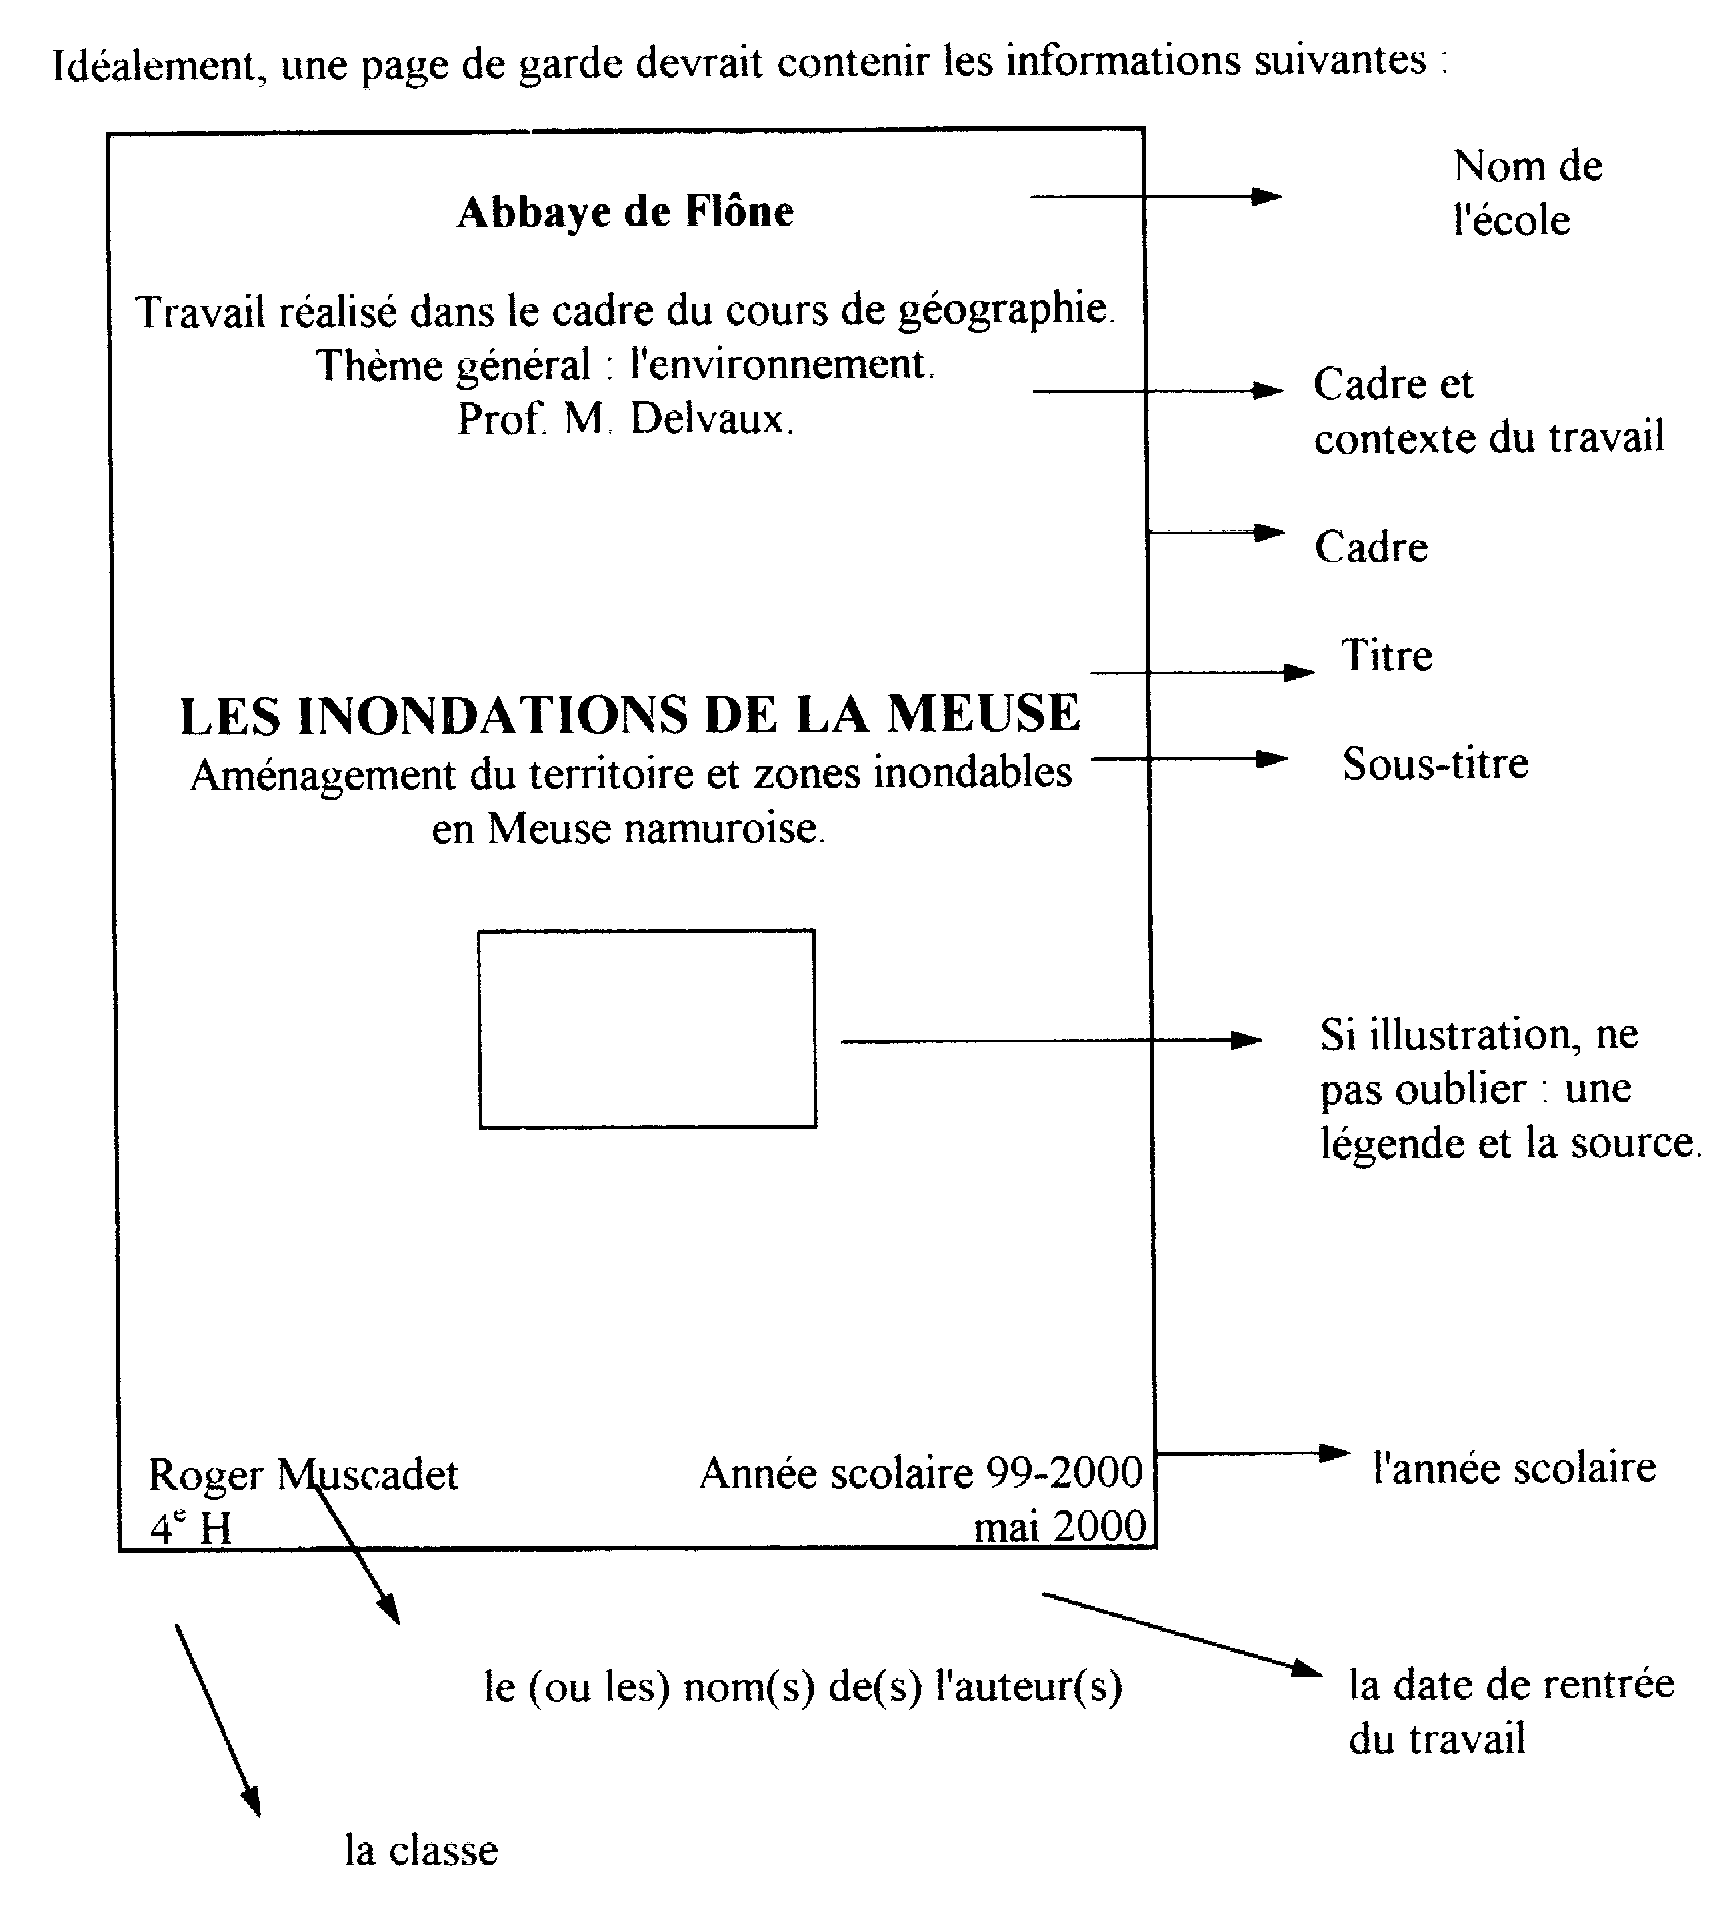 Idéalement, une page de garde devrait contenir les informations suivantes :
Abbaye de Flône
Nom de
l'école
Travail réalisé dans le cadre du cours de géographie.
Thème général : l'environnement.
Prof. M. Delvaux.
Cadre et
contexte du travail
Cadre
Titre
LES INONDATIONS DE LA MEUSE
Aménagement du territoire et zones inondables
en Meuse namuroise.
Sous-titre
Si illustration, ne
pas oublier : une
légende et la source.
Roger Muscadet
4e H
Année scolaire 99-2000
mai 2000
l'année scolaire
le (ou les) nom(s) de(s) l'auteur(s)
la date de rentrée
du travail
la classe